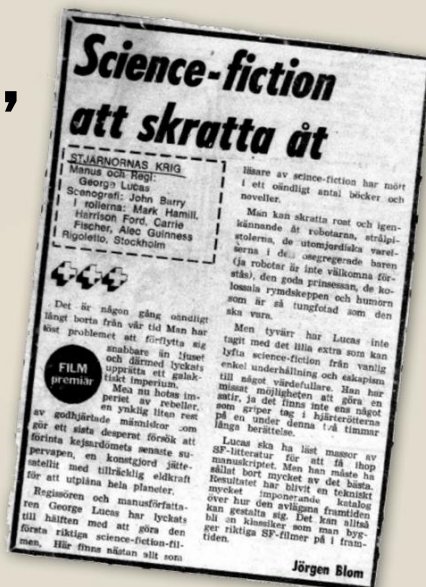 ,
Science-fiction
att skratta åt
STJÄRNORNAS KRIG
Manus och Regi:
George Lucas
Scenografi: John Barry
I rollerna: Mark Hamill,
Harrison Ford, Carrie
Fischer, Alec Guinness
Rigoletto, Stockholm
Det är någon gång oändligt
långt borta från vår tid Man har
löst problemet att förflytta sig
snabbare än ljuset
och därmed lyckats
upprätta ett galak-
tiskt imperium.
FILM
premiär
Men nu hotas im-
periet av rebeller,
en ynklig liten rest
av godhjärtade människor som
gör ett sista desperat försök att
förinta kejsardömets senaste su-
pervapen, en konstgjord jätte-
satellit med tillräcklig eldkraft
för att utplåna hela planeter.
Regissören och manusförfatta-
ren George Lucas har lyckats
till hälften med att göra den
första riktiga science-fiction-fil-
men. Här finns nästan allt som
läsare av scince-fiction har mött
i ett oändligt antal böcker och
noveller.
Man kan skratta rost och igen-
kännande åt robotarna, strålpi-
stolerna, de utomjordiska varel-
serna i den osegregerade baren
(ja robotar är inte välkomna för-
stås), den goda prinsessan, de ko-
lossala rymdskeppen och humorn
som är så tungfotad som den
ska vara.
Men tyvärr har Lucas inte
tagit med det lilla extra som kan
lyfta science-fiction från vanlig
enkel underhållning och eskapism
till något värdefullare. Han har
missat möjligheten att göra en
satir, ja det finns inte ens något
som griper tag i hjärterötterna
på en under denna två timmar
långa berättelse.
Lucas ska ha läst massor av
SF-litteratur för att få ihop
manuskriptet. Men han måste ha
sållat bort mycket av det bästa.
Resultatet har blivit en tekniskt
mycket imponerande katalog
över hur den avlägsna framtiden
kan gestalta sig. Det kan alltså
bli en klassiker som man byg-
ger riktiga SF-filmer på i fram-
tiden.
Jörgen Blom